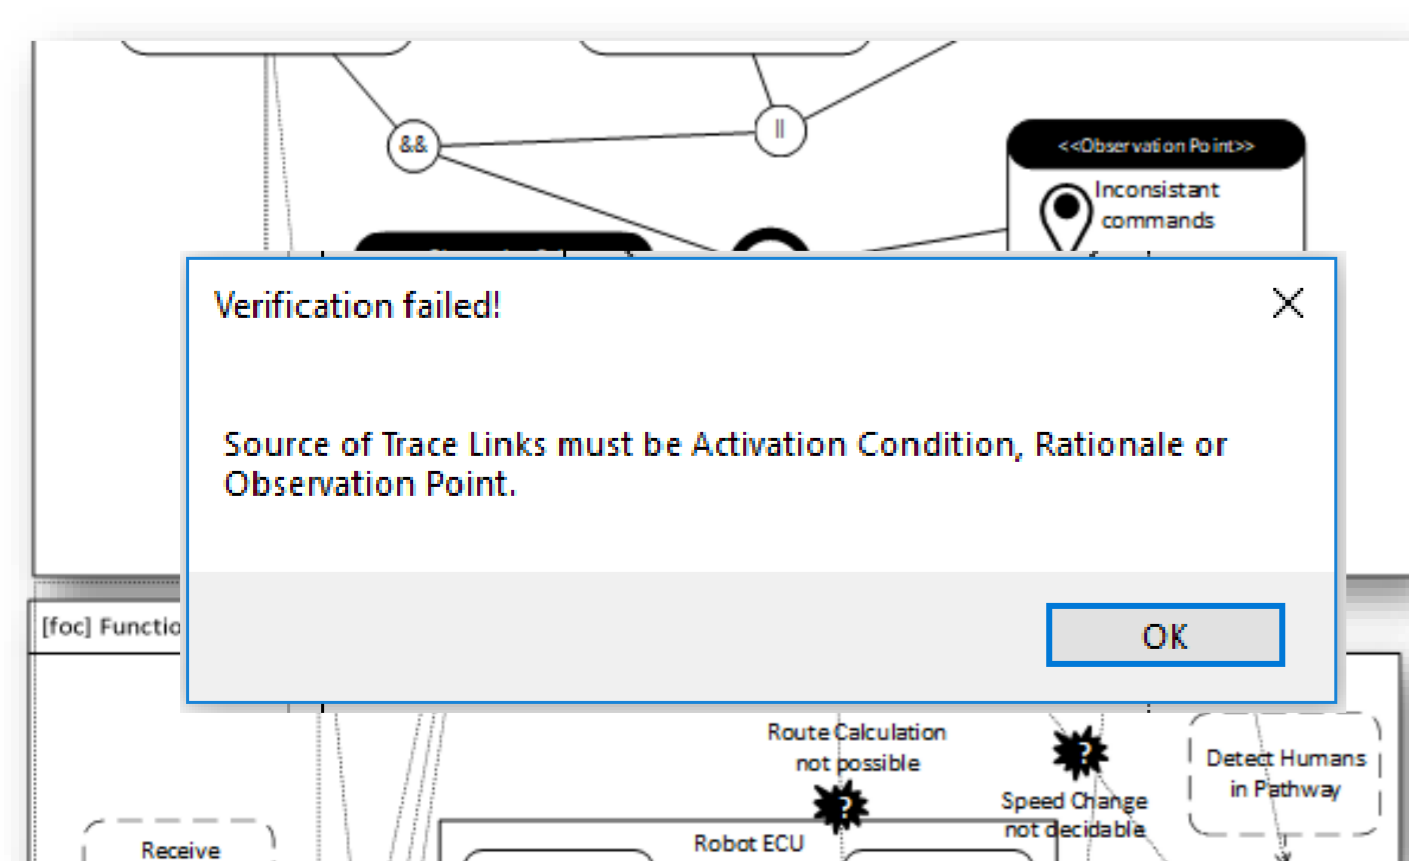 &&
||
<<Observation Point>>
Inconsistant
commands
Verification failed!
Source of Trace Links must be Activation Condition, Rationale or
Observation Point.
OK
[foc] Functio
Route Calculation
not possible
?
Detect Humans
in Pathway
?
Speed Change
not decidable
Robot ECU
Receive